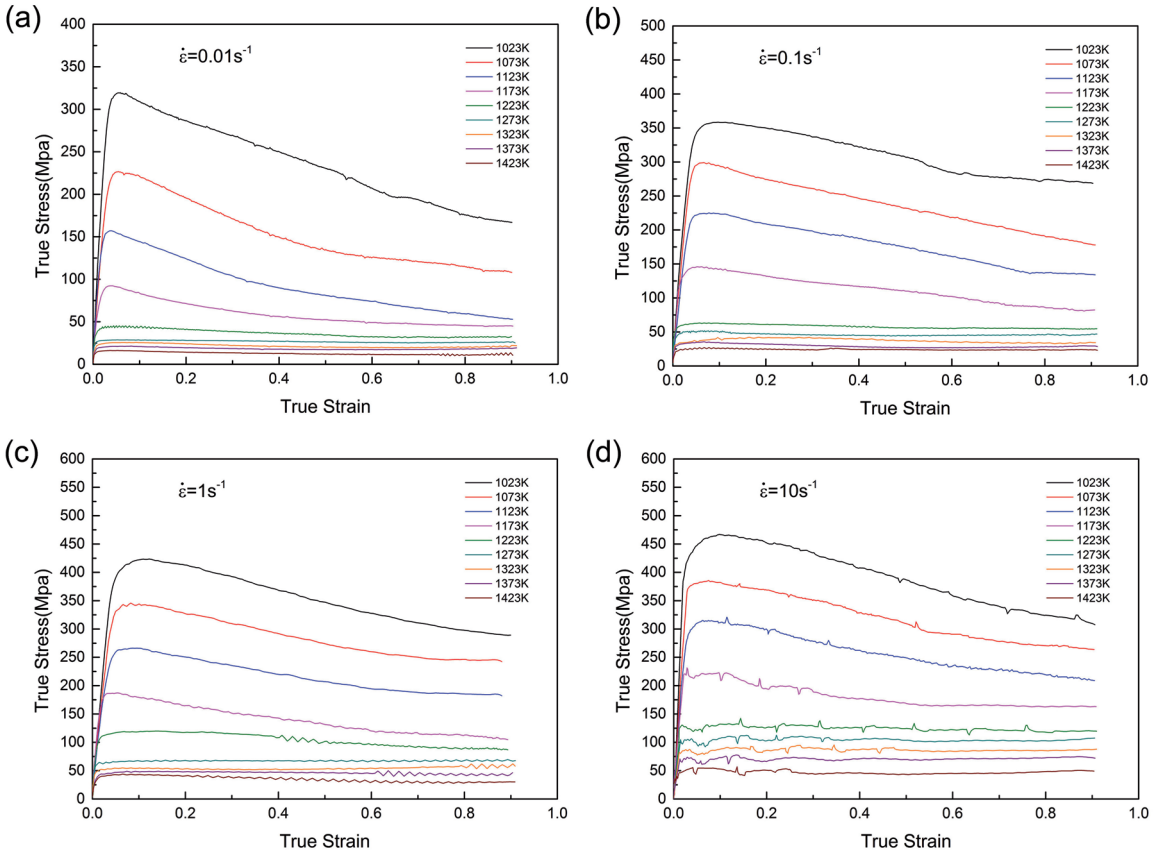 (a)
ε̇=0.01s⁻¹
1023K
1073K
1123K
1173K
1223K
1273K
1323K
1373K
1423K
True Stress(Mpa)
400
350
300
250
200
150
100
50
0
0.0 0.2 0.4 0.6 0.8 1.0
True Strain
(b)
ε̇=0.1s⁻¹
1023K
1073K
1123K
1173K
1223K
1273K
1323K
1373K
1423K
True Stress(Mpa)
500
450
400
350
300
250
200
150
100
50
0
0.0 0.2 0.4 0.6 0.8 1.0
True Strain
(c)
ε̇=1s⁻¹
1023K
1073K
1123K
1173K
1223K
1273K
1323K
1373K
1423K
True Stress(Mpa)
600
550
500
450
400
350
300
250
200
150
100
50
0
0.0 0.2 0.4 0.6 0.8 1.0
True Strain
(d)
ε̇=10s⁻¹
1023K
1073K
1123K
1173K
1223K
1273K
1323K
1373K
1423K
True Stress(Mpa)
600
550
500
450
400
350
300
250
200
150
100
50
0
0.0 0.2 0.4 0.6 0.8 1.0
True Strain